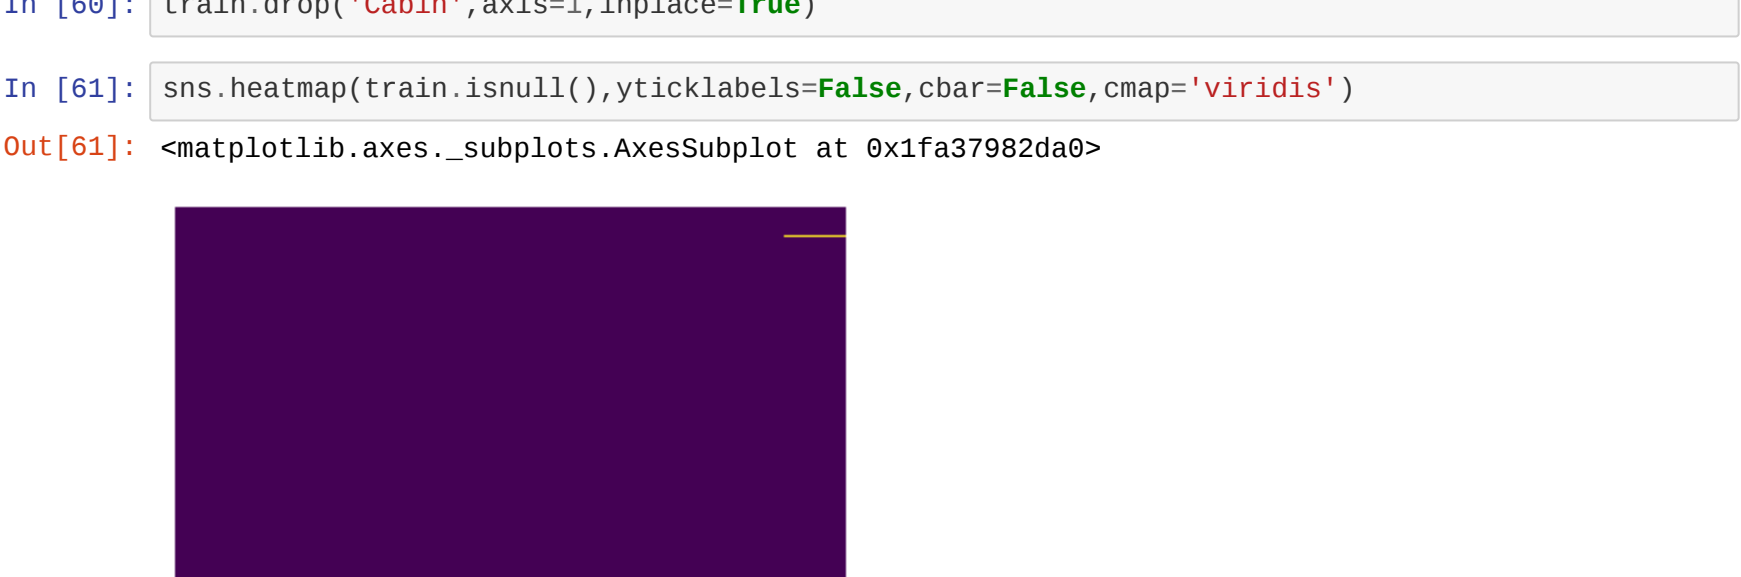 In [60]: train.drop('Cabin',axis=1,inplace=True)
In [61]: sns.heatmap(train.isnull(),yticklabels=False,cbar=False,cmap='viridis')
Out[61]: <matplotlib.axes._subplots.AxesSubplot at 0x1fa37982da0>